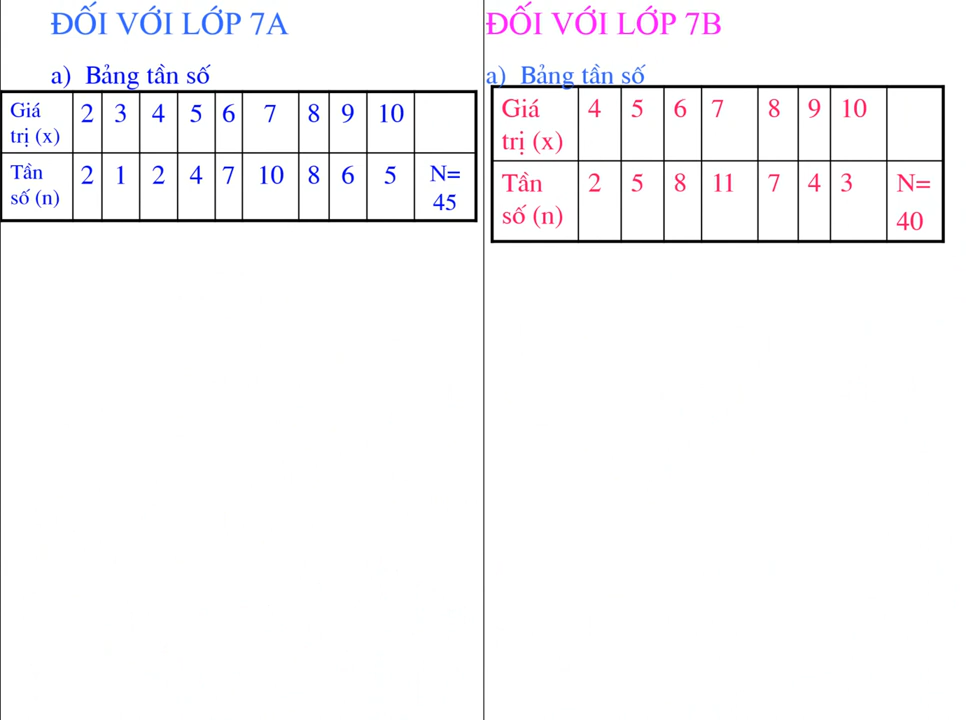 ĐỐI VỚI LỚP 7A
a) Bảng tần số
Giá trị (x) 2 3 4 5 6 7 8 9 10
Tần số (n) 2 1 2 4 7 10 8 6 5 N= 45
ĐỐI VỚI LỚP 7B
a) Bảng tần số
Giá trị (x) 4 5 6 7 8 9 10
Tần số (n) 2 5 8 11 7 4 3 N= 40